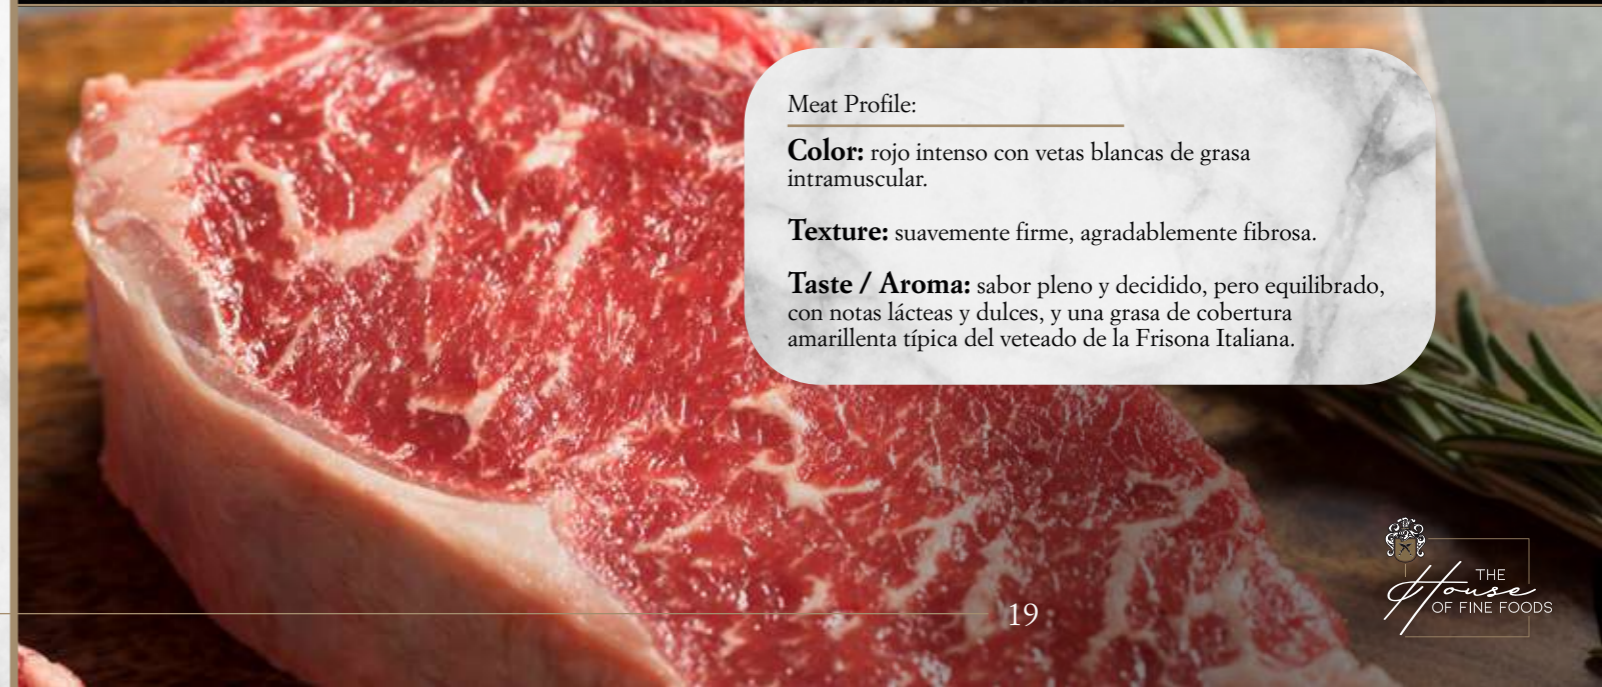 Meat Profile:
Color: rojo intenso con vetas blancas de grasa
intramuscular.
Texture: suavemente firme, agradablemente fibrosa.
Taste / Aroma: sabor pleno y decidido, pero equilibrado,
con notas lácteas y dulces, y una grasa de cobertura
amarillenta típica del veteado de la Frisona Italiana.
19
THE
House
OF FINE FOODS